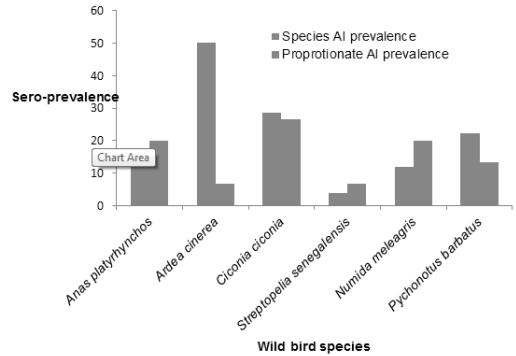 60
50
40
30
20
10
0
Sero-prevalence
Chart Area
Species AI prevalence
Proprotionate AI prevalence
Anas platyrhynchos
Ardea cinerea
Ciconia ciconia
Streptopelia senegalensis
Numida meleagris
Pychonotus barbatus
Wild bird species